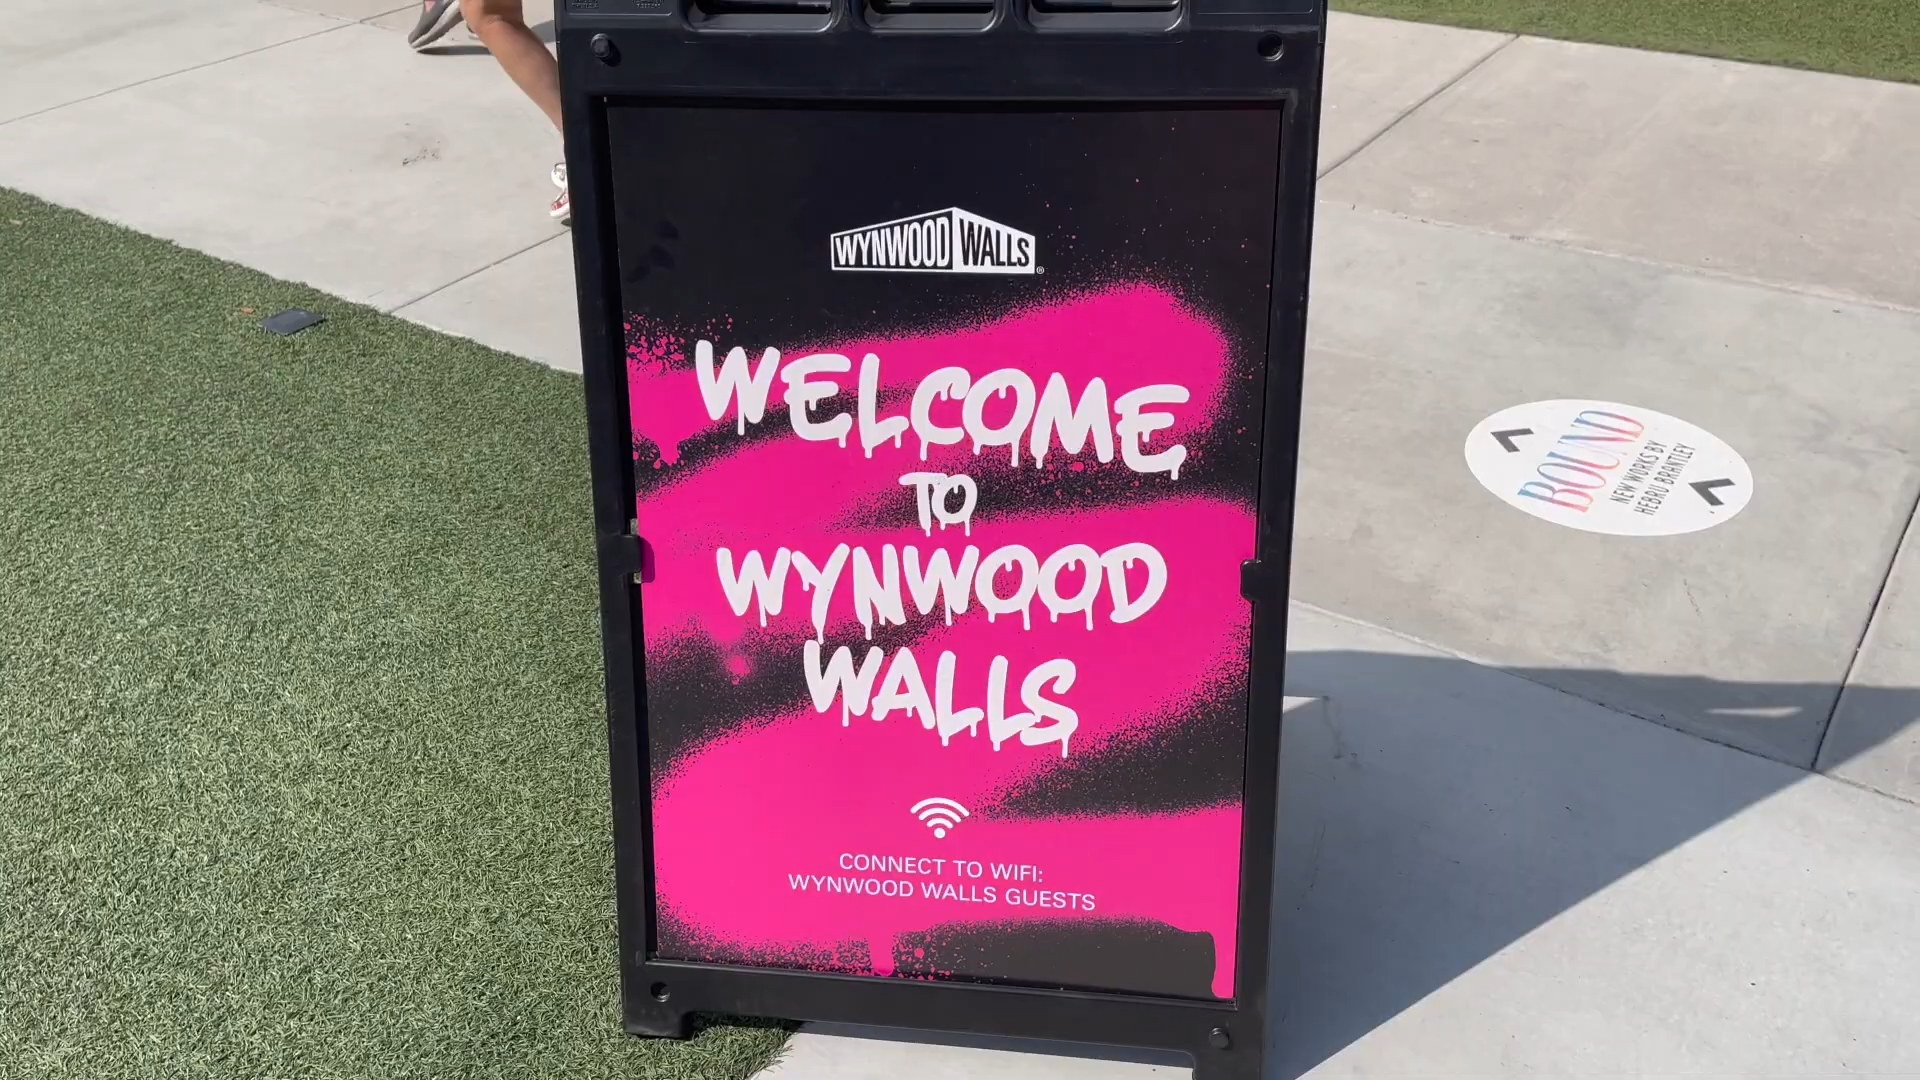 WYNWOOD WALLS®
WELCOME
TO
WYNWOOD
WALLS
CONNECT TO WIFI:
WYNWOOD WALLS GUESTS
BOUND
NEW WORKS BY
HEBRU BRANTLEY